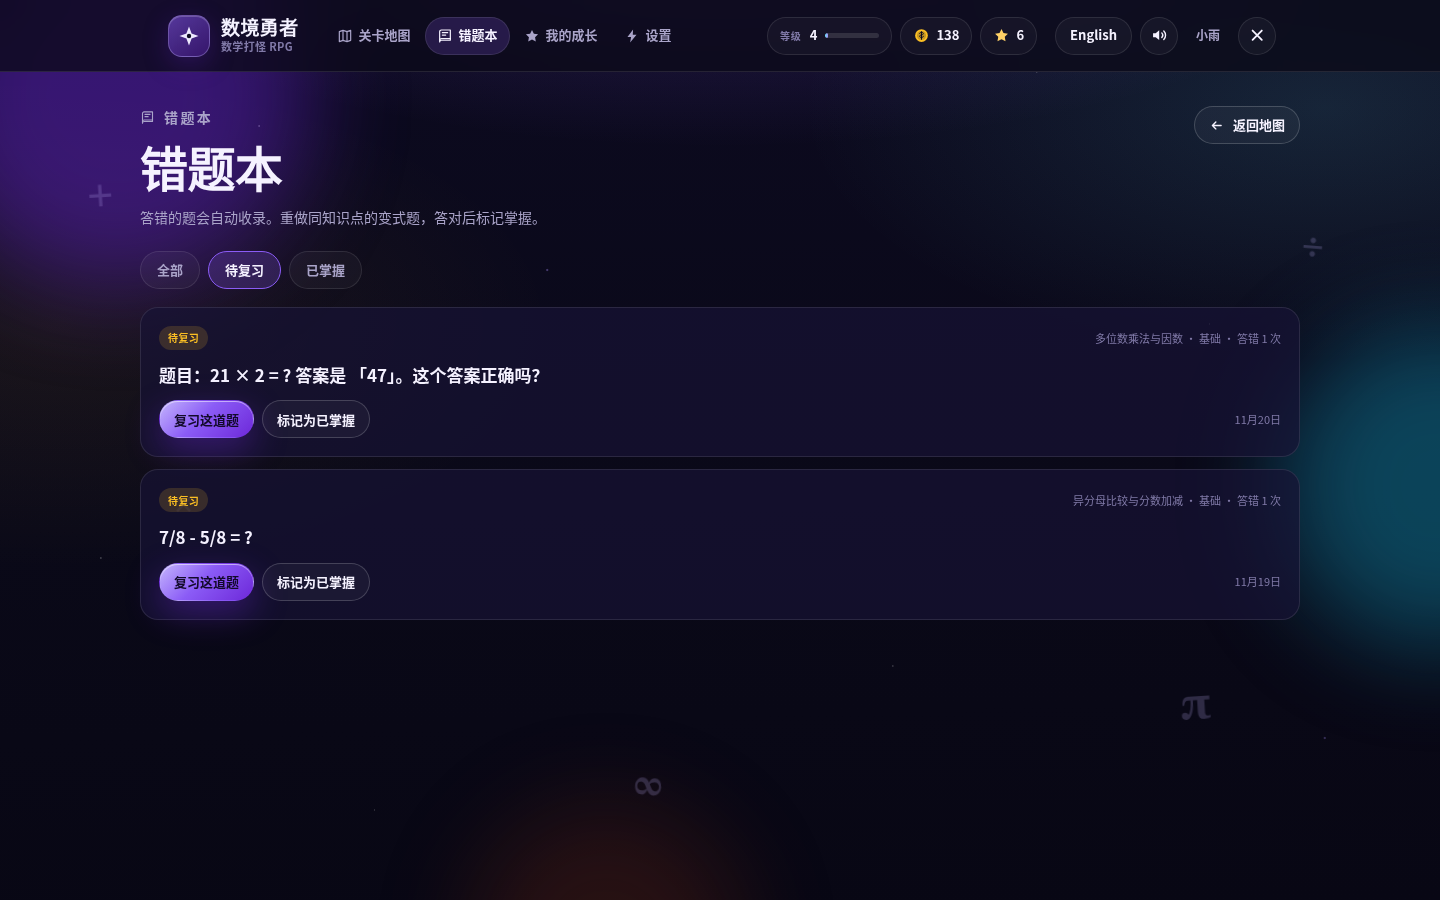 数境勇者
数学打怪 RPG
关卡地图
错题本
我的成长
设置
等级 4
138
6
English
小雨
错题本
返回地图
错题本
答错的题会自动收录。重做同知识点的变式题，答对后标记掌握。
全部
待复习
已掌握
待复习
多位数乘法与因数 · 基础 · 答错 1 次
题目：21 × 2 = ? 答案是 「47」。这个答案正确吗？
复习这道题
标记为已掌握
11月20日
待复习
异分母比较与分数加减 · 基础 · 答错 1 次
7/8 - 5/8 = ?
复习这道题
标记为已掌握
11月19日
+
÷
π
∞